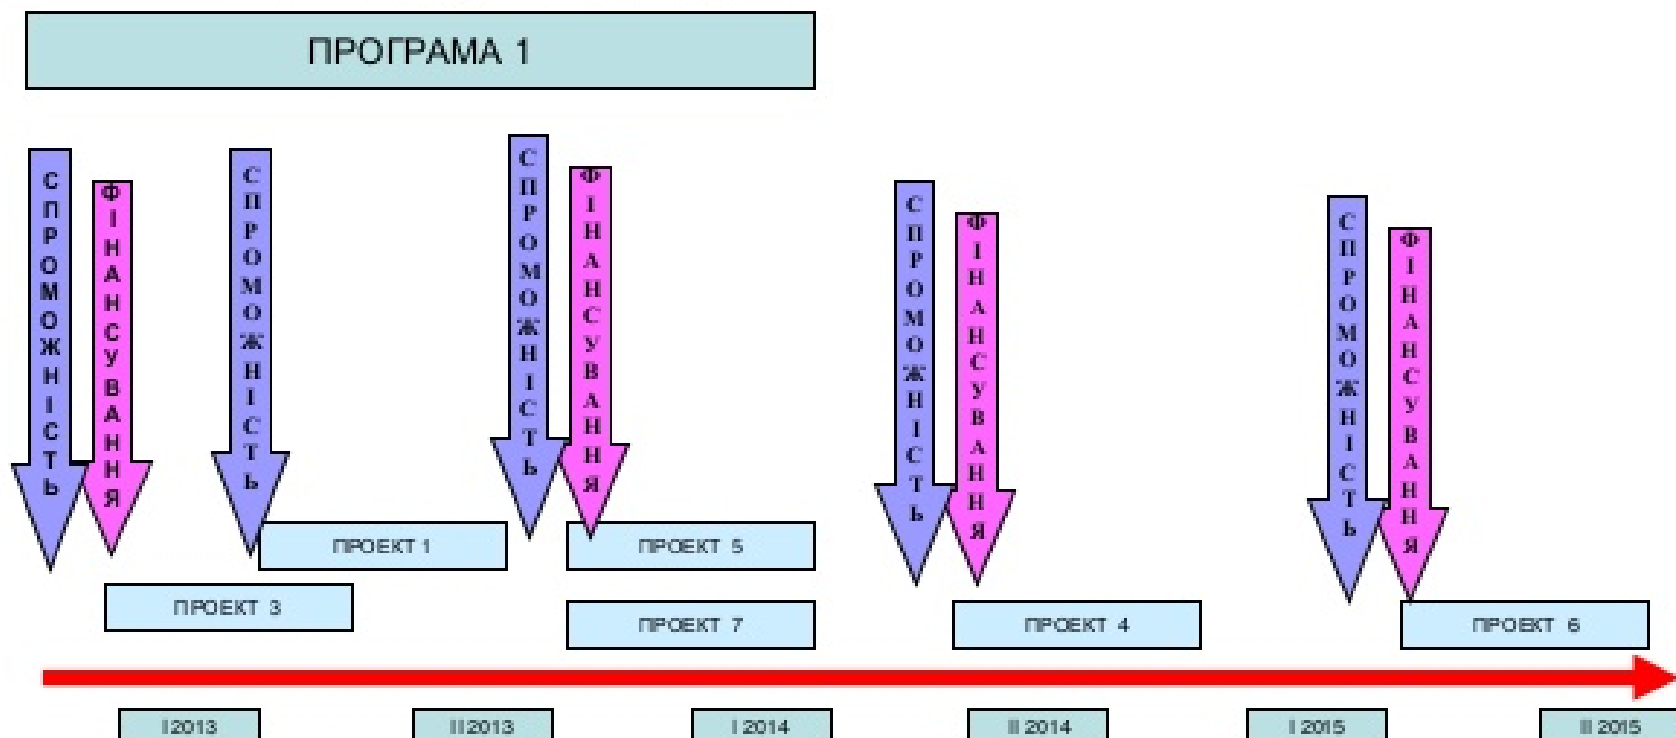 ПРОГРАМА 1
СПРОМОЖНІСТЬ
ФІНАНСУВАННЯ
СПРОМОЖНІСТЬ
СПРОМОЖНІСТЬ
ФІНАНСУВАННЯ
СПРОМОЖНІСТЬ
ФІНАНСУВАННЯ
СПРОМОЖНІСТЬ
ФІНАНСУВАННЯ
ПРОЕКТ 1
ПРОЕКТ 5
ПРОЕКТ 3
ПРОЕКТ 7
ПРОЕКТ 4
ПРОЕКТ 6
I 2013
III 2013
I 2014
II 2014
I 2015
II 2015